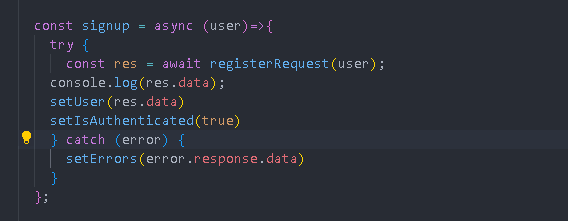 const signup = async (user)=>{
try {
const res = await registerRequest(user);
console.log(res.data);
setUser(res.data)
setIsAuthenticated(true)
} catch (error) {
setErrors(error.response.data)
}
};